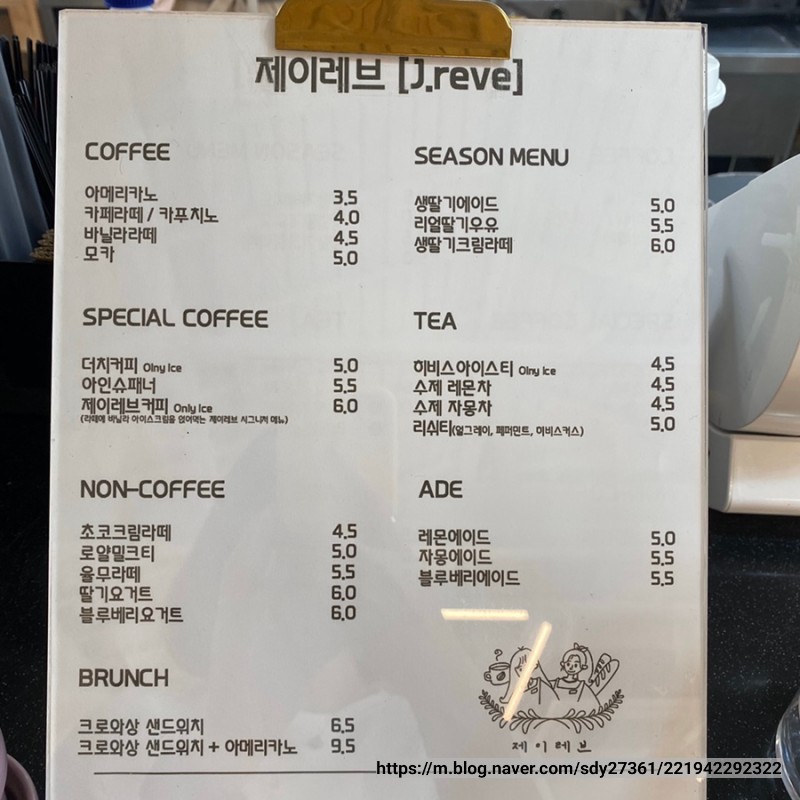 제이레브 [J.reve]
COFFEE
아메리카노 3.5
카페라떼 / 카푸치노 4.0
바닐라라떼 4.5
모카 5.0
SPECIAL COFFEE
더치커피 Olny Ice 5.0
아인슈패너 5.5
제이레브커피 Only Ice 6.0
(라떼에 바닐라 아이스크림을 얹어먹는 제이레브 시그니처 메뉴)
NON-COFFEE
초코크림라떼 4.5
로얄밀크티 5.0
율무라떼 5.5
딸기요거트 6.0
블루베리요거트 6.0
BRUNCH
크로와상 샌드위치 6.5
크로와상 샌드위치 + 아메리카노 9.5
SEASON MENU
생딸기에이드 5.0
리얼딸기우유 5.5
생딸기크림라떼 6.0
TEA
히비스아이스티 Olny Ice 4.5
수제 레몬차 4.5
수제 자몽차 4.5
리쉬티(얼그레이, 페퍼민트, 히비스커스) 5.0
ADE
레몬에이드 5.0
자몽에이드 5.5
블루베리에이드 5.5
제이레브
https://m.blog.naver.com/sdy27361/221942292322